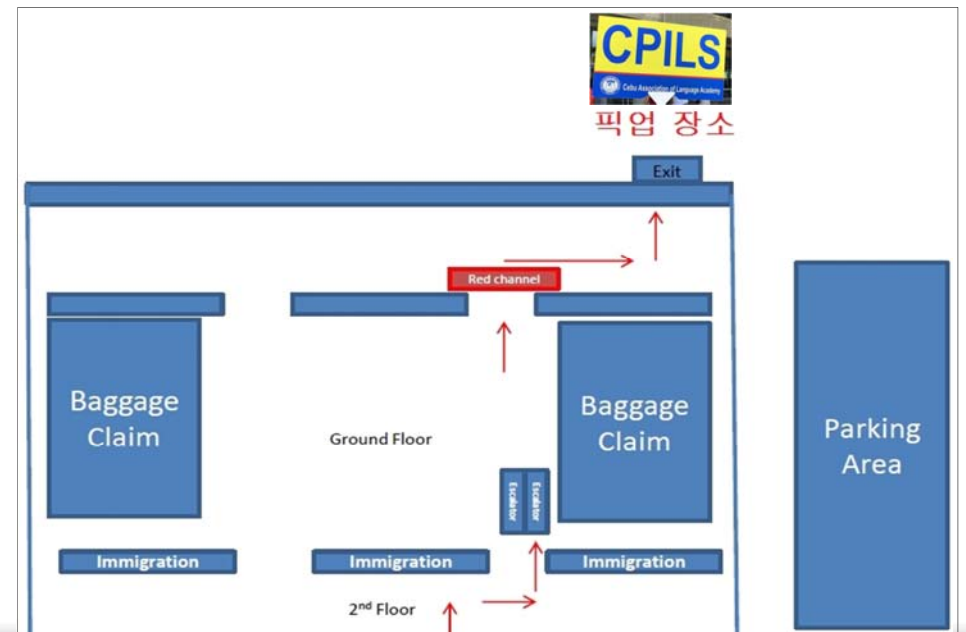 CPILS
Cebu Association of Language Academy
픽업 장소
Exit
Red channel
Baggage
Claim
Ground Floor
Baggage
Claim
Parking
Area
Escalator
Escalator
Immigration
Immigration
Immigration
2nd Floor